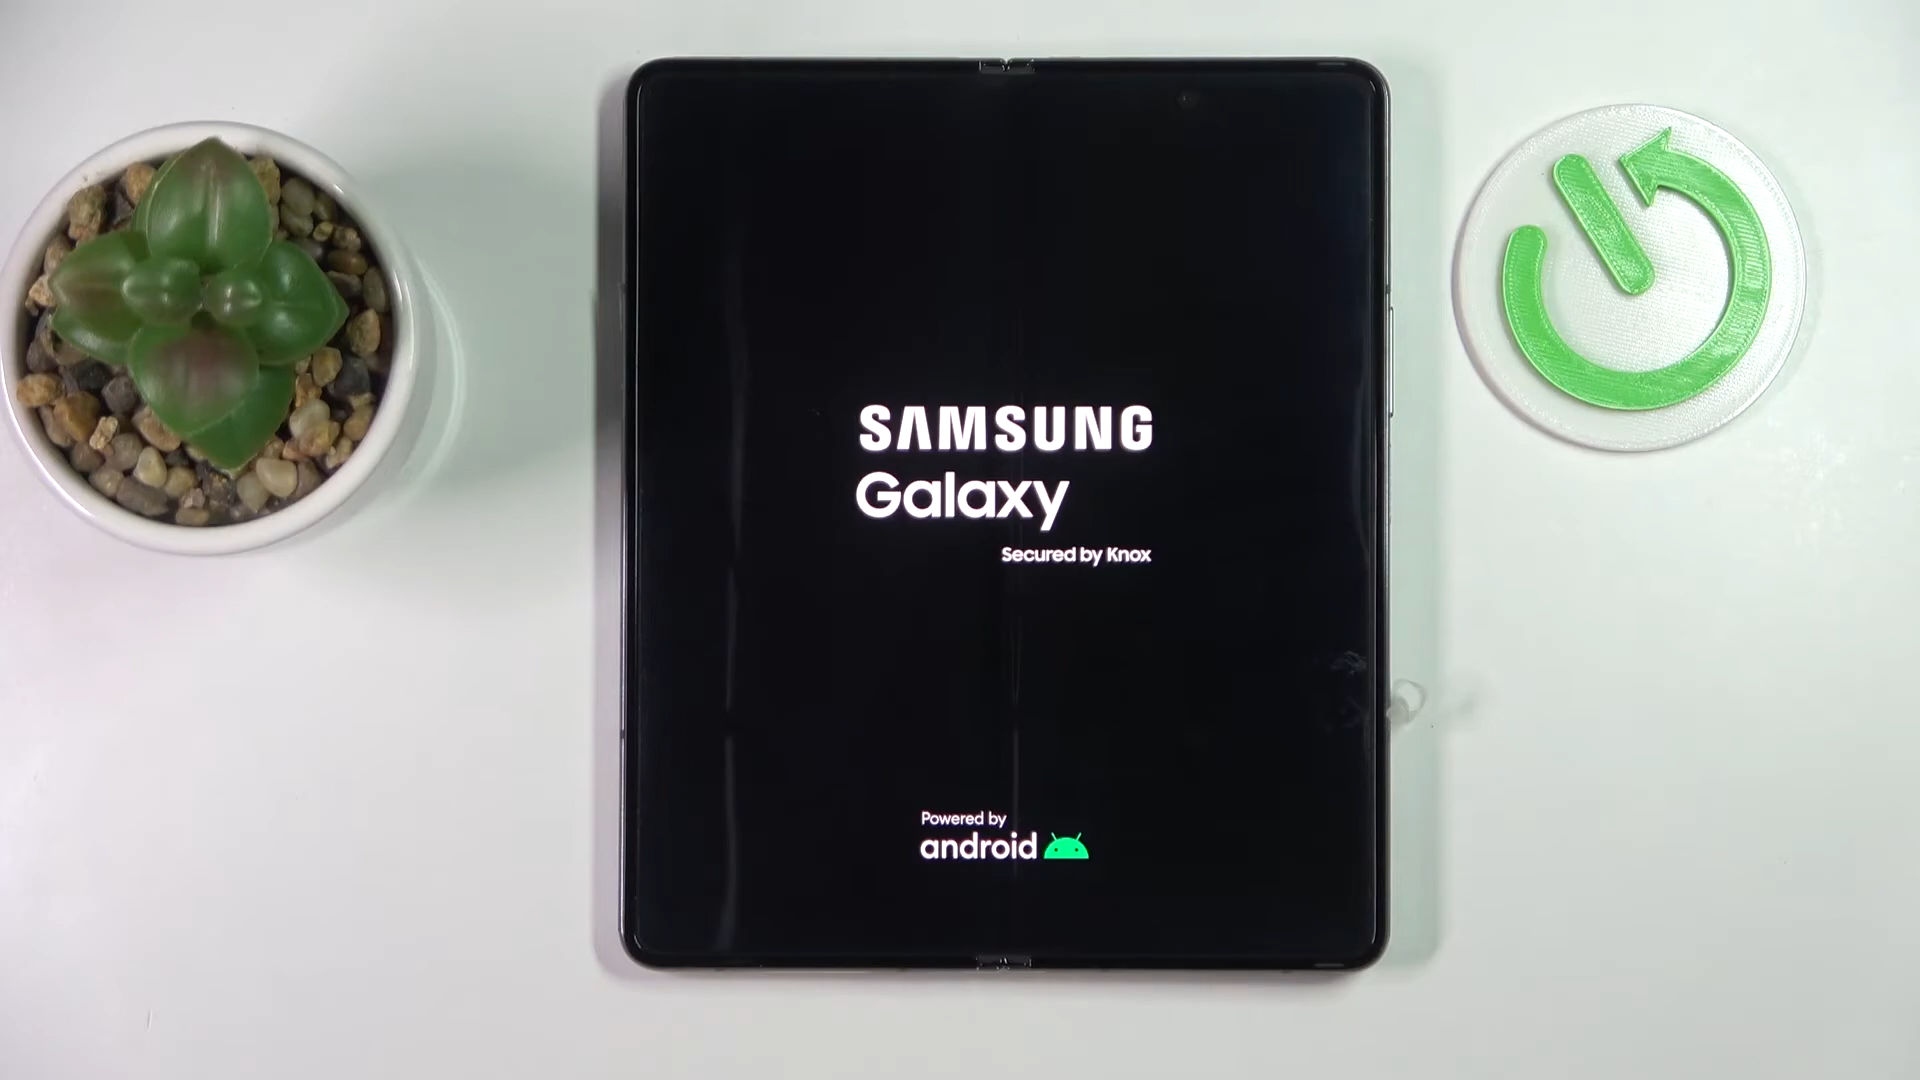 SAMSUNG
Galaxy
Secured by Knox
Powered by
android